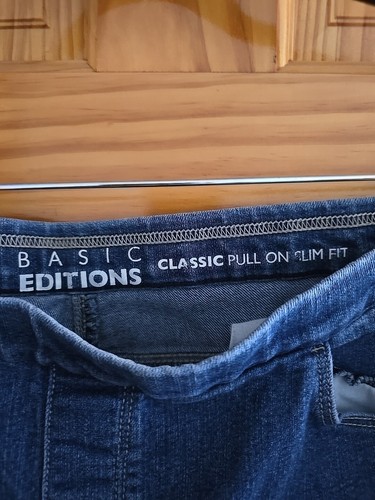 BASIC
EDITIONS
CLASSIC PULL ON SLIM FIT